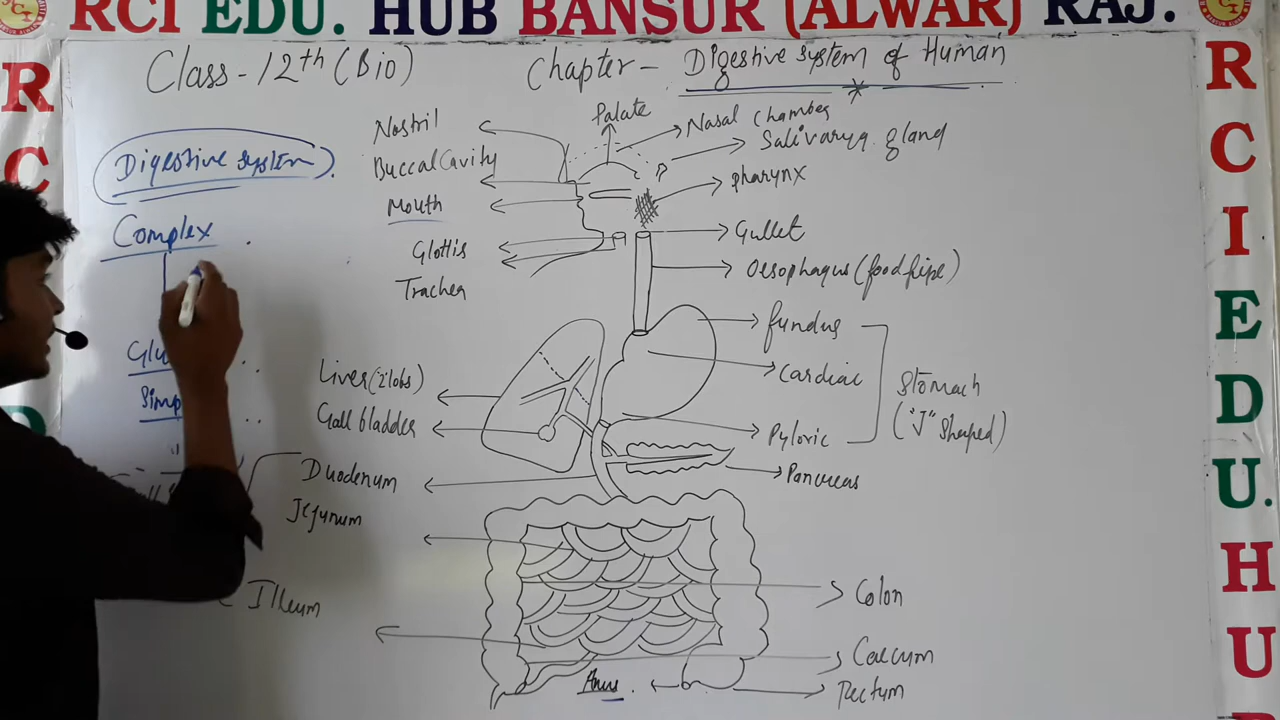 RCI EDU. HUB BANSUR (ALWAR) RAJ.
Class-12th (Bio)
Chapter - Digestive system of Human
Digestive system
Complex
Nostril
Buccal Cavity
Mouth
Glottis
Trachea
Palate
Nasal chamber
Salivaryy gland
pharynx
Gullet
Oesophagus (food pipe)
fundus
Cardiac
Pyloric
Stomach
("J" Shaped)
Pancreas
Liver (2 lobs)
Gall bladder
Duodenum
Jejunum
Illeum
Colon
Caecum
Rectum
Anus.
R
C
R
C
I
E
D
U.
H
U